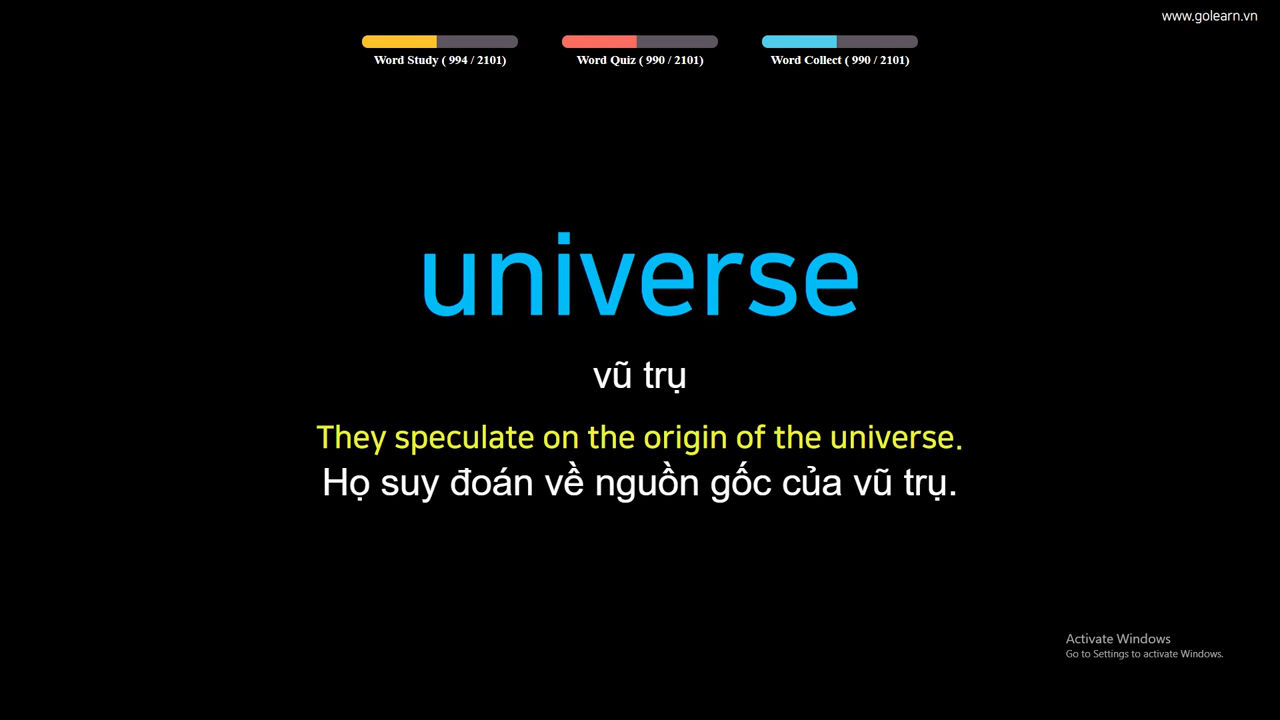 www.golearn.vn
Word Study ( 994 / 2101) Word Quiz ( 990 / 2101) Word Collect ( 990 / 2101)
universe
vũ trụ
They speculate on the origin of the universe.
Họ suy đoán về nguồn gốc của vũ trụ.
Activate Windows
Go to Settings to activate Windows.